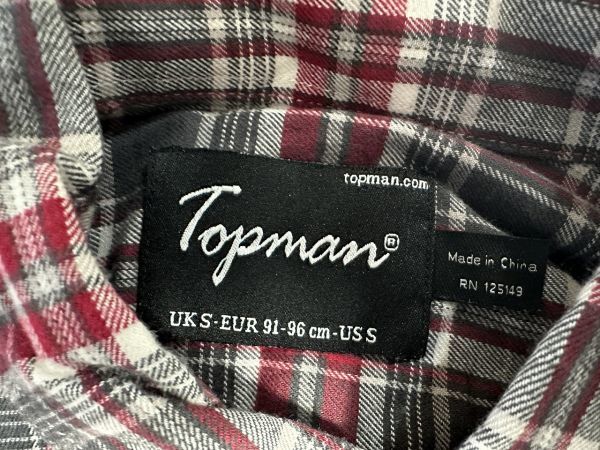 topman.com
Topman®
UK S-EUR 91-96 cm-US S
Made in China
RN 125149